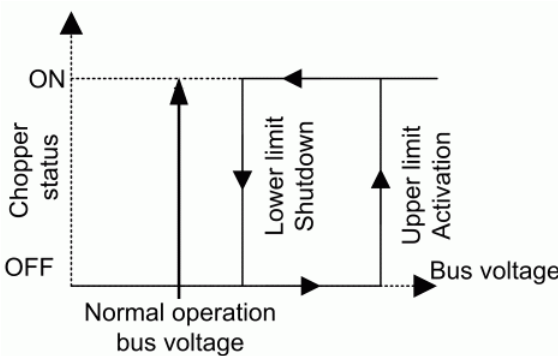 ON
Chopper
status
OFF
Lower limit
Shutdown
Upper limit
Activation
Bus voltage
Normal operation
bus voltage